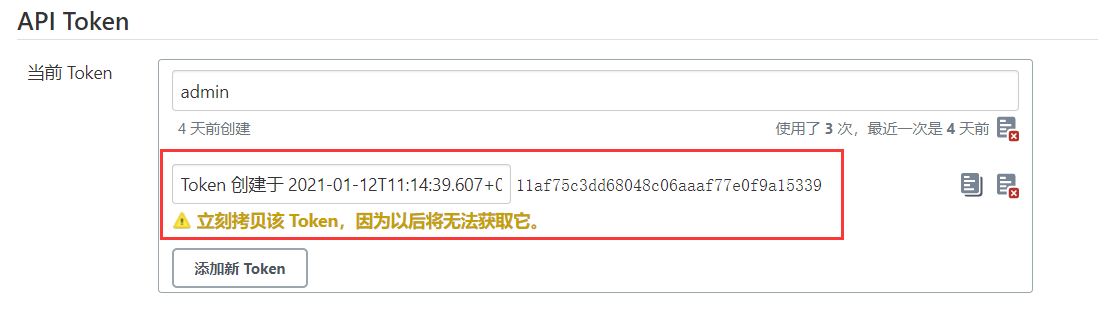 API Token
当前 Token
admin
4 天前创建
使用了 3 次，最近一次是 4 天前
Token 创建于 2021-01-12T11:14:39.607+0
11af75c3dd68048c06aaaf77e0f9a15339
立刻拷贝该 Token，因为以后将无法获取它。
添加新 Token